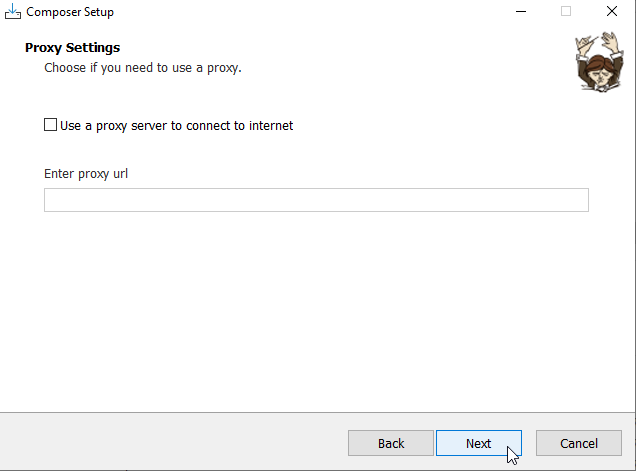 Composer Setup
Proxy Settings
Choose if you need to use a proxy.
Use a proxy server to connect to internet
Enter proxy url
Back Next Cancel